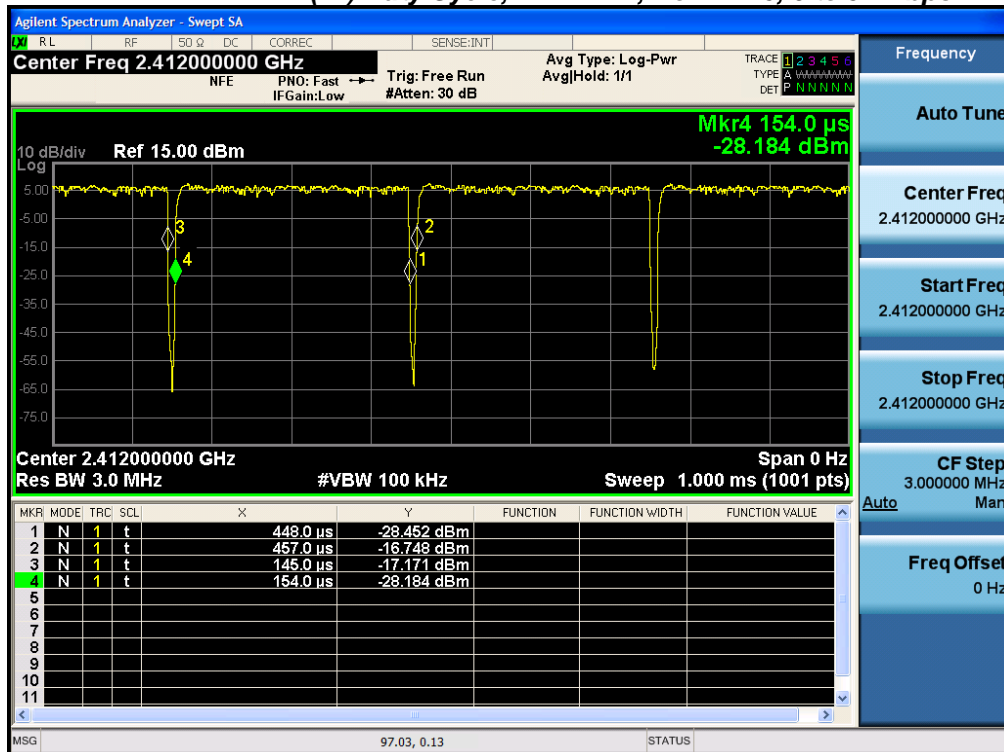 Agilent Spectrum Analyzer - Swept SA
LXI RL RF 50 Ω DC CORREC SENSE:INT
Center Freq 2.412000000 GHz
NFE PNO: Fast Trig: Free Run Avg Type: Log-Pwr TRACE 1 2 3 4 5 6
IFGain:Low #Atten: 30 dB Avg|Hold: 1/1 TYPE A WWWWWW
DET P N N N N N
Mkr4 154.0 µs
-28.184 dBm
10 dB/div Ref 15.00 dBm
Log
5.00
-5.00
-15.0
-25.0
-35.0
-45.0
-55.0
-65.0
-75.0
3
2
4
1
Center 2.412000000 GHz Span 0 Hz
Res BW 3.0 MHz #VBW 100 kHz Sweep 1.000 ms (1001 pts)
MKR MODE TRC SCL X Y FUNCTION FUNCTION WIDTH FUNCTION VALUE
1 N 1 t 448.0 µs -28.452 dBm
2 N 1 t 457.0 µs -16.748 dBm
3 N 1 t 145.0 µs -17.171 dBm
4 N 1 t 154.0 µs -28.184 dBm
5
6
7
8
9
10
11
MSG 97.03, 0.13 STATUS
Frequency
Auto Tune
Center Freq
2.412000000 GHz
Start Freq
2.412000000 GHz
Stop Freq
2.412000000 GHz
CF Step
3.000000 MHz
Auto Man
Freq Offset
0 Hz